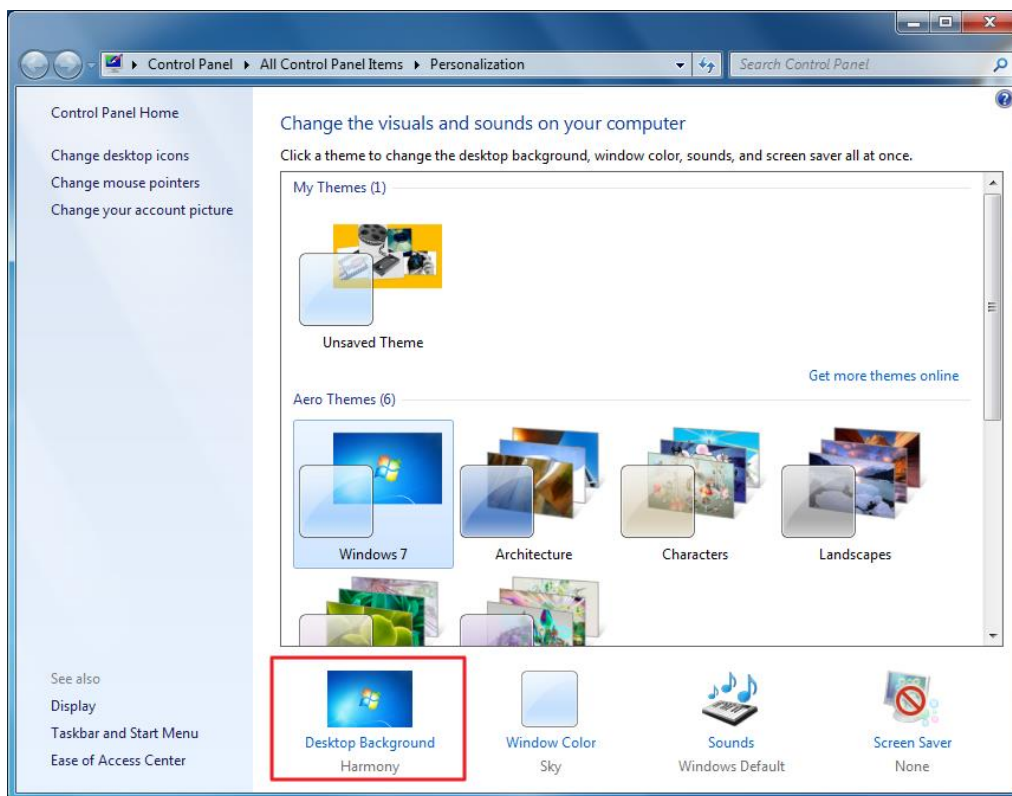 Control Panel ▸ All Control Panel Items ▸ Personalization
Search Control Panel
Control Panel Home
Change desktop icons
Change mouse pointers
Change your account picture
Change the visuals and sounds on your computer
Click a theme to change the desktop background, window color, sounds, and screen saver all at once.
My Themes (1)
Unsaved Theme
Get more themes online
Aero Themes (6)
Windows 7
Architecture
Characters
Landscapes
See also
Display
Taskbar and Start Menu
Ease of Access Center
Desktop Background
Harmony
Window Color
Sky
Sounds
Windows Default
Screen Saver
None